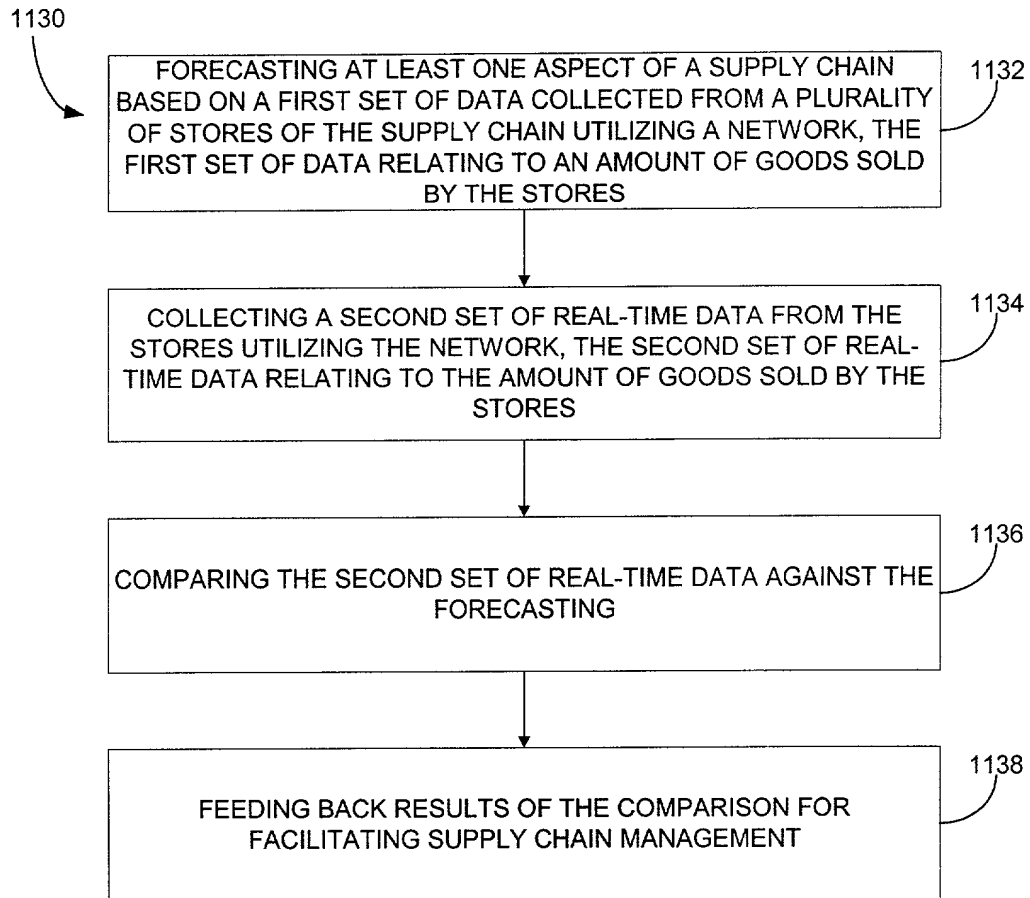 1130
FORECASTING AT LEAST ONE ASPECT OF A SUPPLY CHAIN
BASED ON A FIRST SET OF DATA COLLECTED FROM A PLURALITY
OF STORES OF THE SUPPLY CHAIN UTILIZING A NETWORK, THE
FIRST SET OF DATA RELATING TO AN AMOUNT OF GOODS SOLD
BY THE STORES
1132
COLLECTING A SECOND SET OF REAL-TIME DATA FROM THE
STORES UTILIZING THE NETWORK, THE SECOND SET OF REAL-
TIME DATA RELATING TO THE AMOUNT OF GOODS SOLD BY THE
STORES
1134
COMPARING THE SECOND SET OF REAL-TIME DATA AGAINST THE
FORECASTING
1136
FEEDING BACK RESULTS OF THE COMPARISON FOR
FACILITATING SUPPLY CHAIN MANAGEMENT
1138